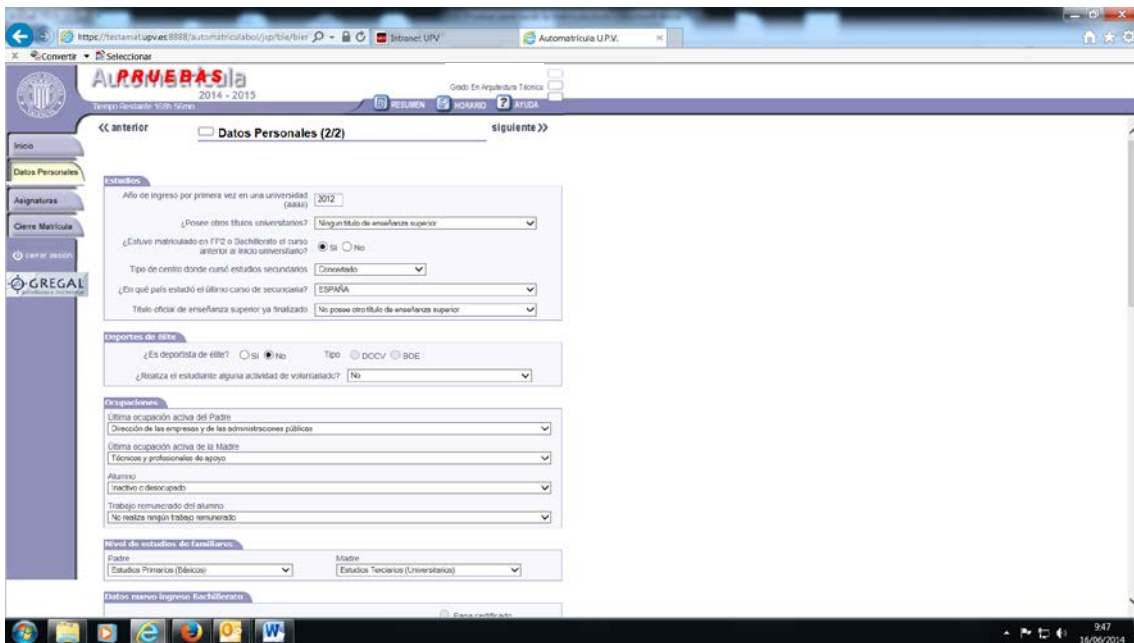 https://testamat.upv.es:8888/automatriculabol/jsp/bie/bier
Intranet UPV
Automatrícula U.P.V.
Convertir
Seleccionar
Automatrícula
PRUEBAS
2014 - 2015
Grado En Arquitectura Técnica
Tiempo Restante
RESUMEN
HORARIO
AYUDA
<< anterior
Datos Personales (2/2)
siguiente >>
Inicio
Datos Personales
Asignaturas
Cierre Matrícula
cerrar sesión
GREGAL
Estudios
Año de ingreso por primera vez en una universidad (aaaa) 2012
¿Posee otros títulos universitarios? Ningun título de enseñanza superior
¿Estuvo matriculado en FP2 o Bachillerato el curso
anterior al inicio universitario? Si No
Tipo de centro donde cursó estudios secundarios Concertado
¿En qué país estudió el último curso de secundaria? ESPAÑA
Título oficial de enseñanza superior ya finalizado No posee otro título de enseñanza superior
Deportes de élite
¿Es deportista de élite? Si No Tipo DOCV BOE
¿Realiza el estudiante alguna actividad de voluntariado? No
Ocupaciones
Última ocupación activa del Padre
Dirección de las empresas y de las administraciones públicas
Última ocupación activa de la Madre
Técnicos y profesionales de apoyo
Alumno
Inactivo o desocupado
Trabajo remunerado del alumno
No realiza ningún trabajo remunerado
Nivel de estudios de familiares
Padre Madre
Estudios Primarios (Básicos) Estudios Terciarios (Universitarios)
Datos nuevo ingreso Bachillerato
9:47
16/06/2014